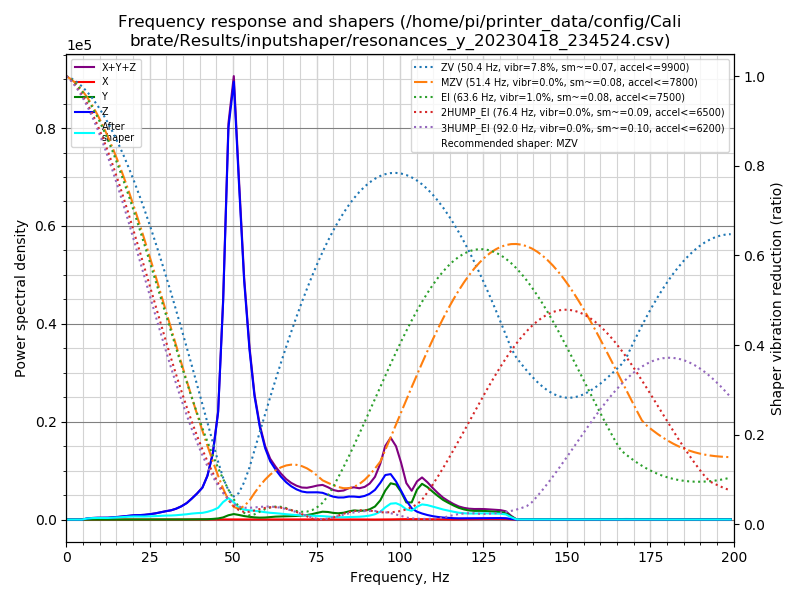 Frequency response and shapers (/home/pi/printer_data/config/Cali
brate/Results/inputshaper/resonances_y_20230418_234524.csv)
1e5
X+Y+Z
X
Y
Z
After
shaper
ZV (50.4 Hz, vibr=7.8%, sm~=0.07, accel<=9900)
MZV (51.4 Hz, vibr=0.0%, sm~=0.08, accel<=7800)
EI (63.6 Hz, vibr=1.0%, sm~=0.08, accel<=7500)
2HUMP_EI (76.4 Hz, vibr=0.0%, sm~=0.09, accel<=6500)
3HUMP_EI (92.0 Hz, vibr=0.0%, sm~=0.10, accel<=6200)
Recommended shaper: MZV
Power spectral density
0.8
0.6
0.4
0.2
0.0
1.0
0.8
0.6
0.4
0.2
0.0
Shaper vibration reduction (ratio)
0 25 50 75 100 125 150 175 200
Frequency, Hz